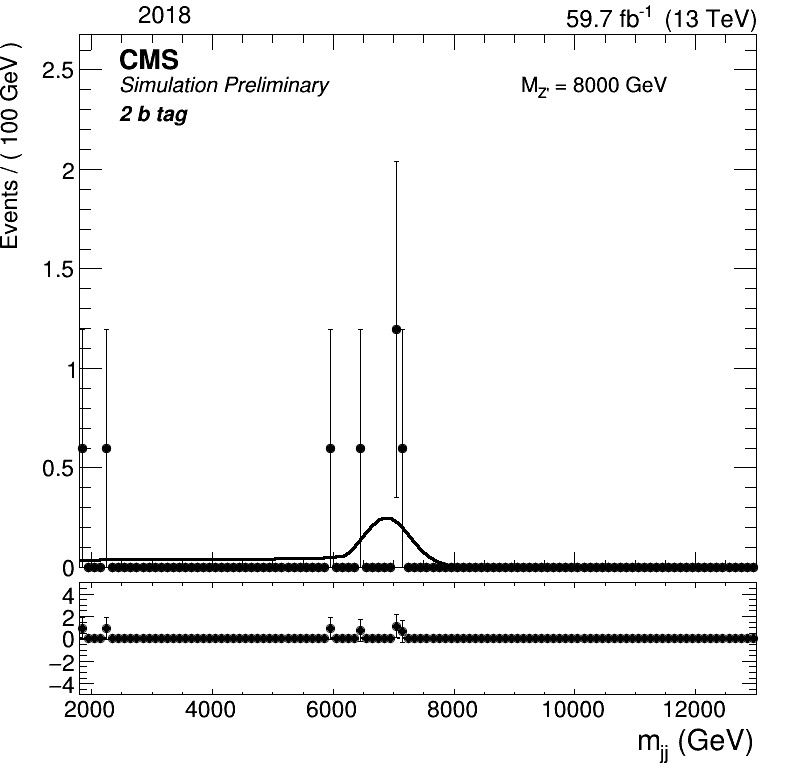 2018
59.7 fb-1 (13 TeV)
CMS
Simulation Preliminary
2 b tag
MZ' = 8000 GeV
Events / ( 100 GeV )
2.5
2
1.5
1
0.5
0
4
2
0
−2
−4
2000 4000 6000 8000 10000 12000
mjj (GeV)